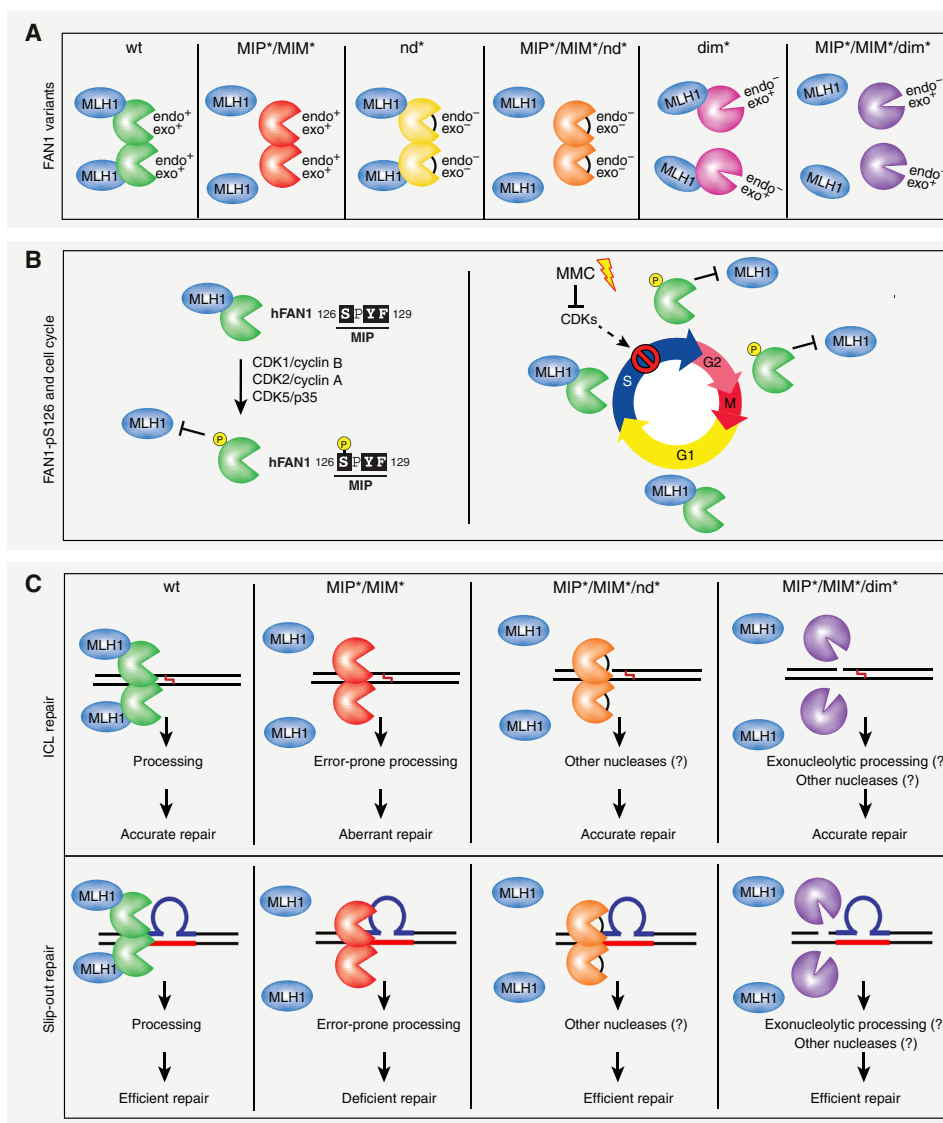 A
FAN1 variants
wt
MIP*/MIM*
nd*
MIP*/MIM*/nd*
dim*
MIP*/MIM*/dim*
MLH1
endo+
exo+
MLH1
endo+
exo+
MLH1
endo+
exo+
MLH1
endo+
exo+
MLH1
endo−
exo−
MLH1
endo−
exo−
MLH1
endo−
exo−
MLH1
endo−
exo−
MLH1
endo−
exo+
MLH1
endo−
exo+
MLH1
endo−
exo+
MLH1
endo−
exo+
B
FAN1-pS126 and cell cycle
MLH1
hFAN1 126 SPYF 129
MIP
CDK1/cyclin B
CDK2/cyclin A
CDK5/p35
MLH1
P
hFAN1 126 P SPYF 129
MIP
MMC
CDKs
P
MLH1
P
MLH1
MLH1
S
G2
M
G1
MLH1
C
ICL repair
wt
MIP*/MIM*
MIP*/MIM*/nd*
MIP*/MIM*/dim*
MLH1
MLH1
Processing
Accurate repair
MLH1
MLH1
Error-prone processing
Aberrant repair
MLH1
MLH1
Other nucleases (?)
Accurate repair
MLH1
MLH1
Exonucleolytic processing (?
Other nucleases (?)
Accurate repair
Slip-out repair
MLH1
MLH1
Processing
Efficient repair
MLH1
MLH1
Error-prone processing
Deficient repair
MLH1
MLH1
Other nucleases (?)
Efficient repair
MLH1
MLH1
Exonucleolytic processing (?
Other nucleases (?)
Efficient repair